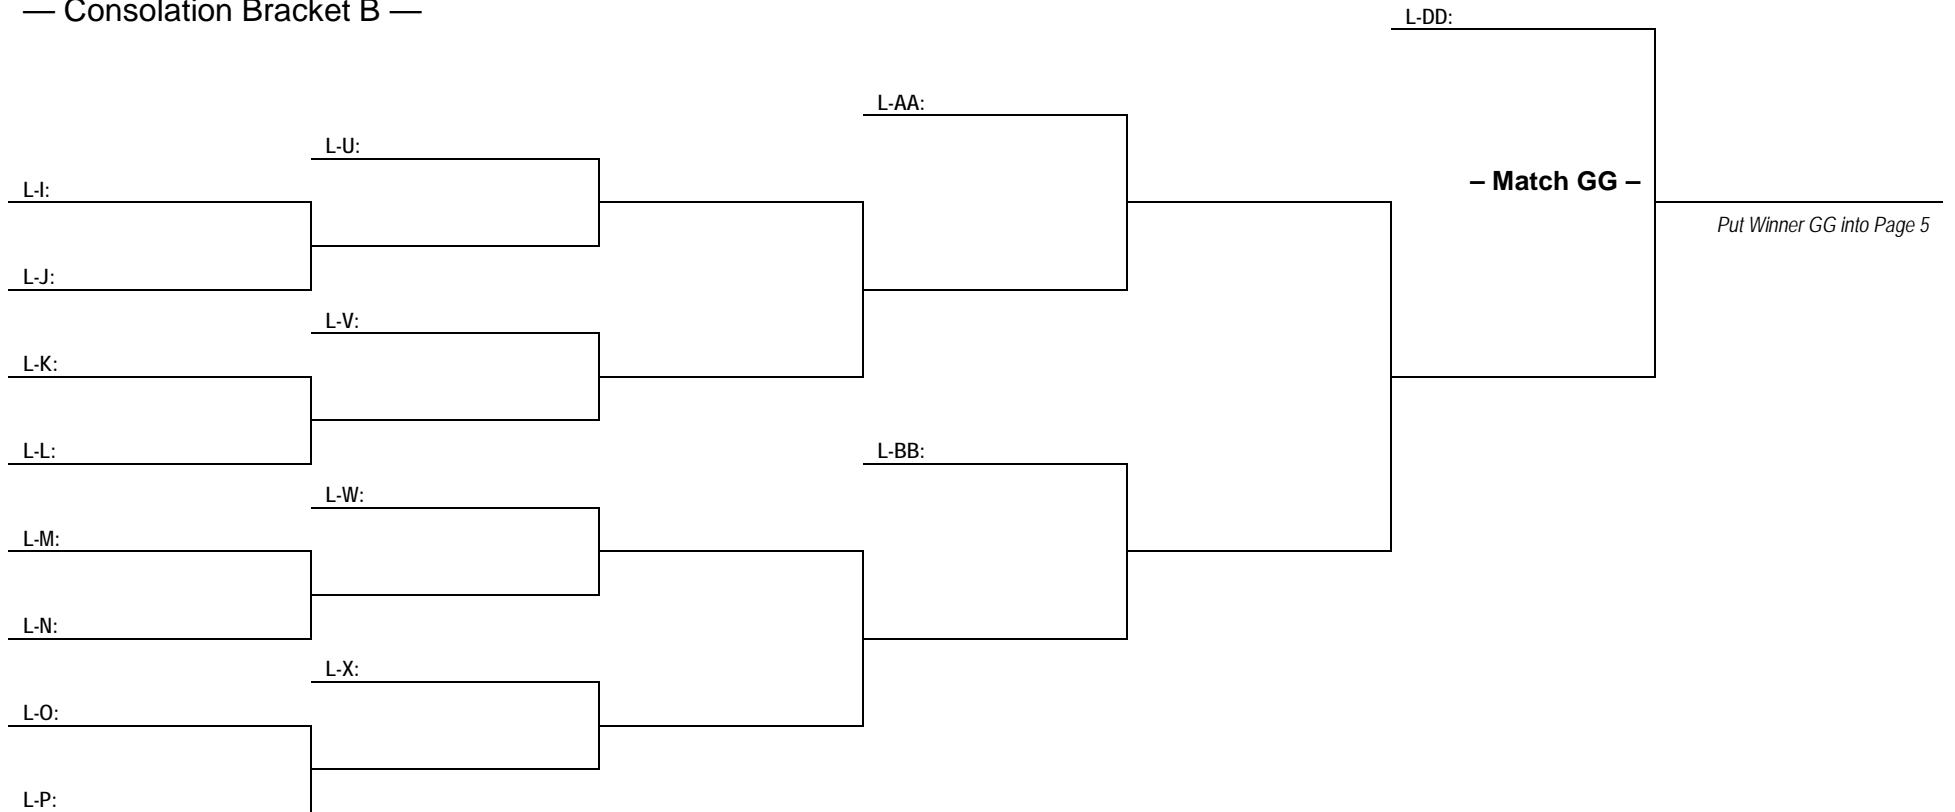 — Consolation Bracket B —
L-DD:
L-AA:
L-U:
– Match GG –
L-I:
Put Winner GG into Page 5
L-J:
L-V:
L-K:
L-L:
L-BB:
L-W:
L-M:
L-N:
L-X:
L-O:
L-P: